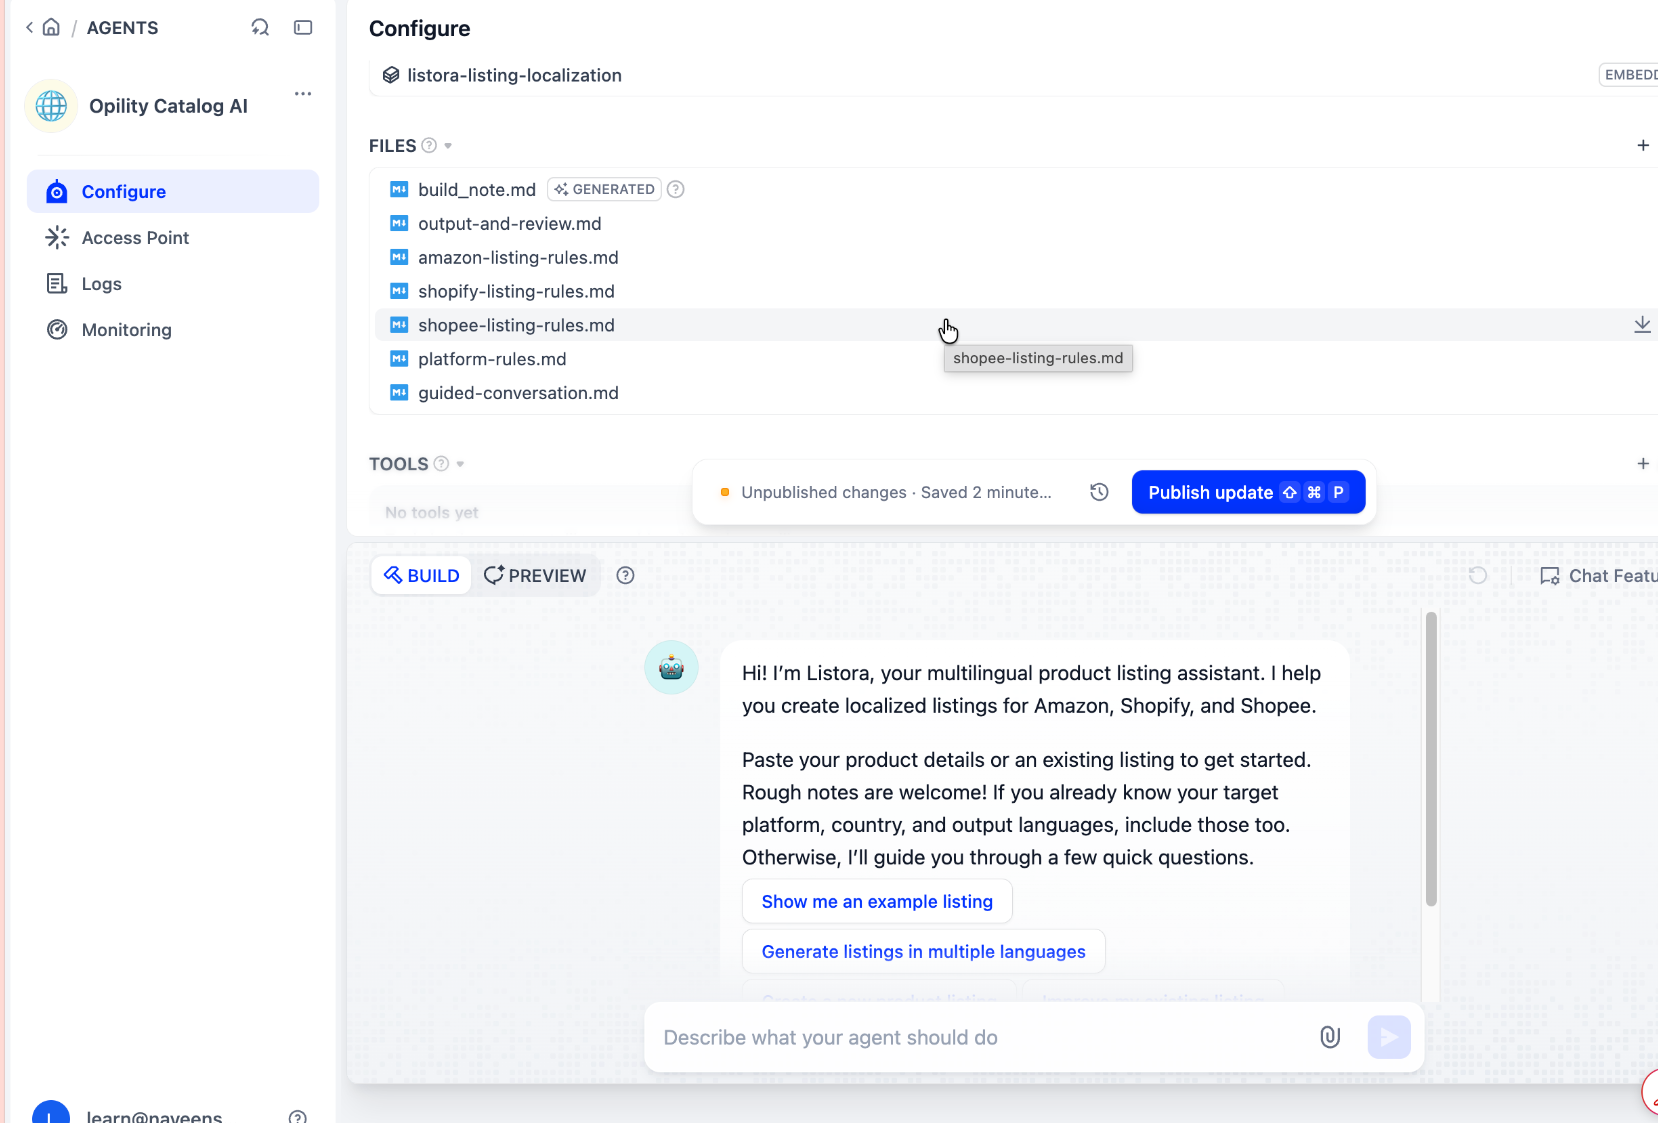 AGENTS
Opility Catalog AI
Configure
Access Point
Logs
Monitoring
learn@naveens
Configure
listora-listing-localization
FILES
build_note.md GENERATED
output-and-review.md
amazon-listing-rules.md
shopify-listing-rules.md
shopee-listing-rules.md
shopee-listing-rules.md
platform-rules.md
guided-conversation.md
TOOLS
No tools yet
Unpublished changes · Saved 2 minute...
Publish update ⇧ ⌘ P
BUILD PREVIEW
Chat Featu
Hi! I’m Listora, your multilingual product listing assistant. I help
you create localized listings for Amazon, Shopify, and Shopee.
Paste your product details or an existing listing to get started.
Rough notes are welcome! If you already know your target
platform, country, and output languages, include those too.
Otherwise, I’ll guide you through a few quick questions.
Show me an example listing
Generate listings in multiple languages
Describe what your agent should do